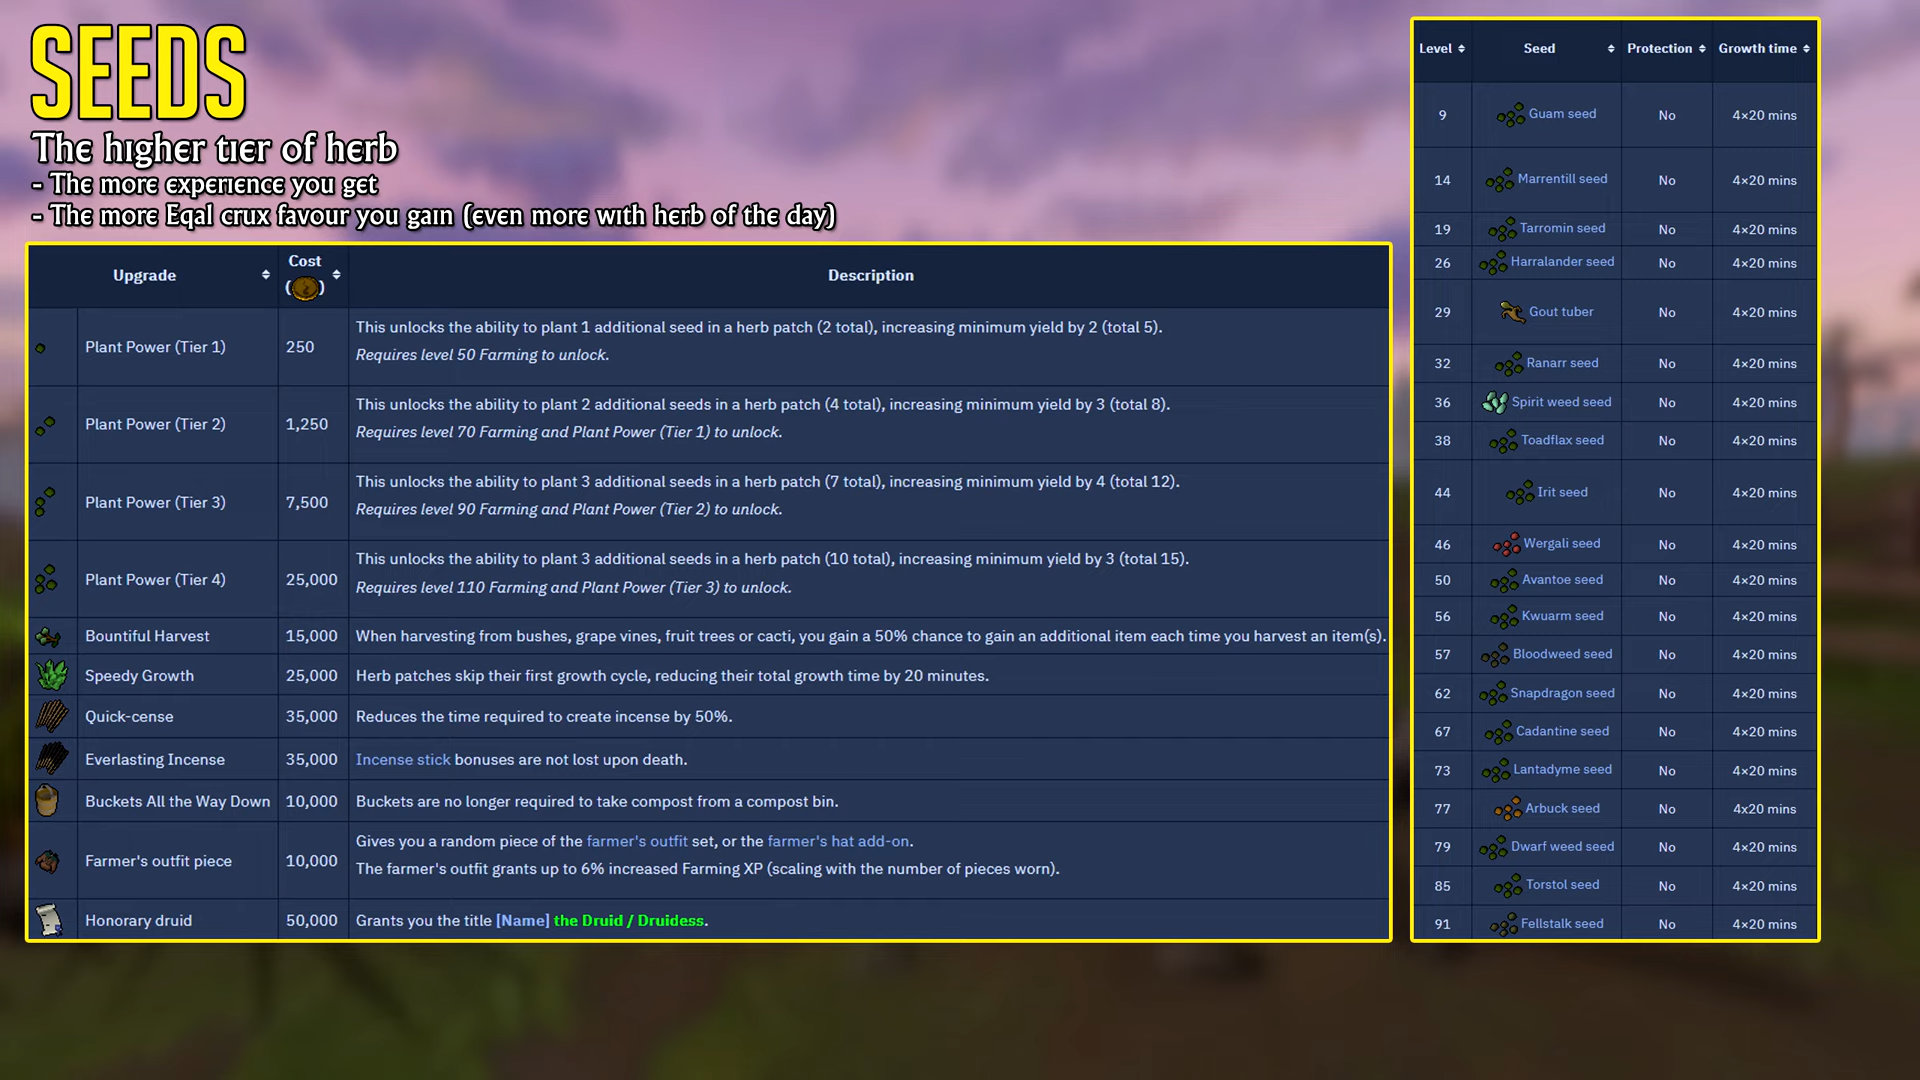 SEEDS
The higher tier of herb
- The more experience you get
- The more Eqal crux favour you gain (even more with herb of the day)
Upgrade Cost Description
( )
Plant Power (Tier 1) 250 This unlocks the ability to plant 1 additional seed in a herb patch (2 total), increasing minimum yield by 2 (total 5).
Requires level 50 Farming to unlock.
Plant Power (Tier 2) 1,250 This unlocks the ability to plant 2 additional seeds in a herb patch (4 total), increasing minimum yield by 3 (total 8).
Requires level 70 Farming and Plant Power (Tier 1) to unlock.
Plant Power (Tier 3) 7,500 This unlocks the ability to plant 3 additional seeds in a herb patch (7 total), increasing minimum yield by 4 (total 12).
Requires level 90 Farming and Plant Power (Tier 2) to unlock.
Plant Power (Tier 4) 25,000 This unlocks the ability to plant 3 additional seeds in a herb patch (10 total), increasing minimum yield by 3 (total 15).
Requires level 110 Farming and Plant Power (Tier 3) to unlock.
Bountiful Harvest 15,000 When harvesting from bushes, grape vines, fruit trees or cacti, you gain a 50% chance to gain an additional item each time you harvest an item(s).
Speedy Growth 25,000 Herb patches skip their first growth cycle, reducing their total growth time by 20 minutes.
Quick-cense 35,000 Reduces the time required to create incense by 50%.
Everlasting Incense 35,000 Incense stick bonuses are not lost upon death.
Buckets All the Way Down 10,000 Buckets are no longer required to take compost from a compost bin.
Farmer's outfit piece 10,000 Gives you a random piece of the farmer's outfit set, or the farmer's hat add-on.
The farmer's outfit grants up to 6% increased Farming XP (scaling with the number of pieces worn).
Honorary druid 50,000 Grants you the title [Name] the Druid / Druidess.
Level Seed Protection Growth time
9 Guam seed No 4×20 mins
14 Marrentill seed No 4×20 mins
19 Tarromin seed No 4×20 mins
26 Harralander seed No 4×20 mins
29 Gout tuber No 4×20 mins
32 Ranarr seed No 4×20 mins
36 Spirit weed seed No 4×20 mins
38 Toadflax seed No 4×20 mins
44 Irit seed No 4×20 mins
46 Wergali seed No 4×20 mins
50 Avantoe seed No 4×20 mins
56 Kwuarm seed No 4×20 mins
57 Bloodweed seed No 4×20 mins
62 Snapdragon seed No 4×20 mins
67 Cadantine seed No 4×20 mins
73 Lantadyme seed No 4×20 mins
77 Arbuck seed No 4x20 mins
79 Dwarf weed seed No 4×20 mins
85 Torstol seed No 4×20 mins
91 Fellstalk seed No 4×20 mins